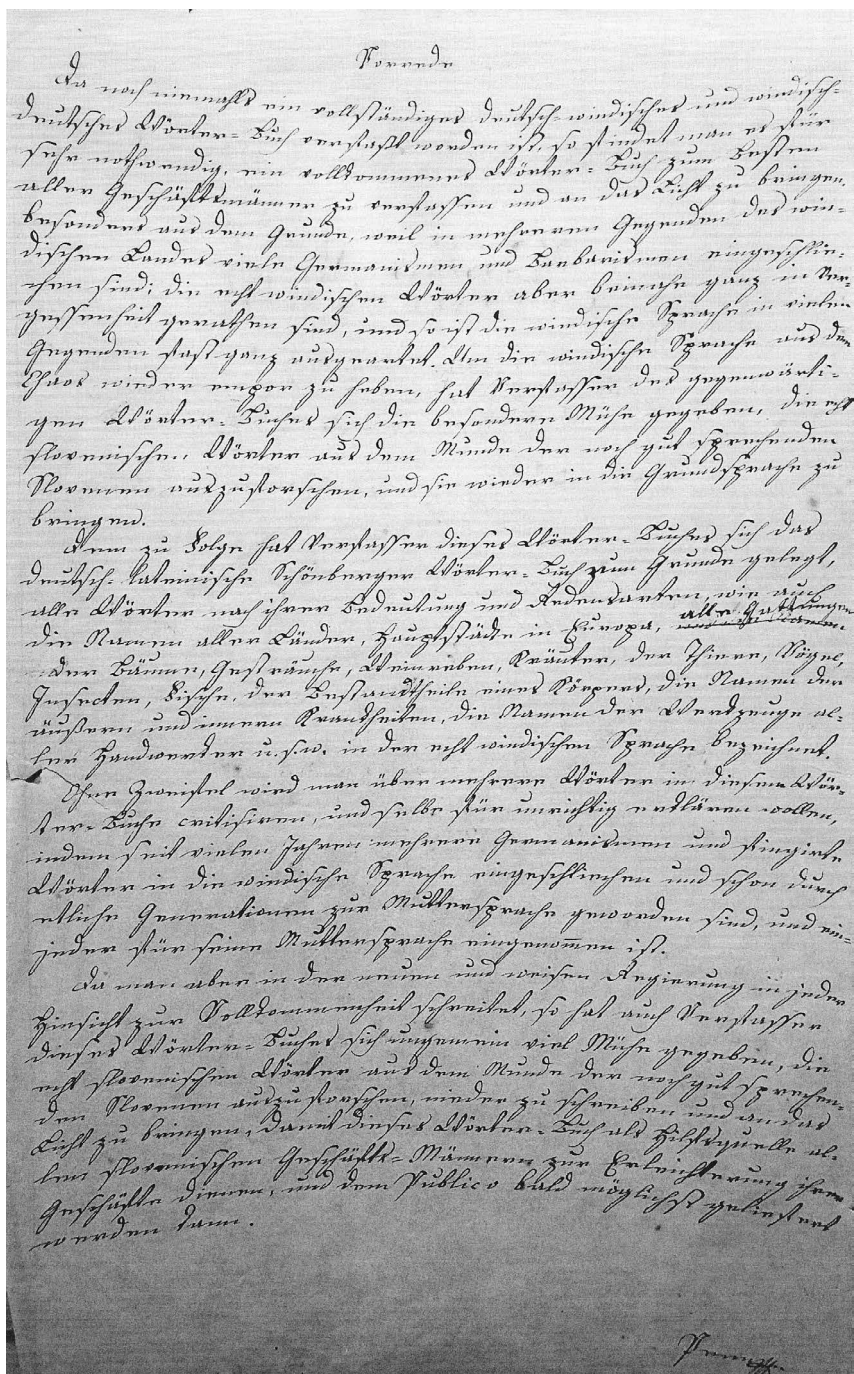 Vorrede
Da noch niemahls ein vollständiges deutsch-windisches und windisch-
deutsches Wörter-Buch verfaßt worden ist, so findet man es für
sehr nothwendig, ein vollkommenes Wörter-Buch zum Besten
aller Geschäftsmänner zu verfassen und an das Licht zu bringen,
besonders aus dem Grunde, weil in mehreren Gegenden des win-
dischen Landes viele Germanismen und Barbarismen eingeschlie-
chen sind; die echt windischen Wörter aber beinahe ganz in Ver-
gessenheit gerathen sind, und so ist die windische Sprache in vielen
Gegenden fast ganz ausgeartet. Um die windische Sprache aus dem
Chaos wieder empor zu heben, hat Verfasser des gegenwärti-
gen Wörter-Buches sich die besondere Mühe gegeben, die echt
slovenischen Wörter aus dem Munde der noch gut sprechenden
Slovenen auszuforschen, und sie wieder in die Grundsprache zu
bringen.
Dem zu Folge hat Verfasser dieses Wörter-Buches sich das
deutsch-lateinische Schönberger Wörter-Buch zum Grunde gelegt,
alle Wörter nach ihrer Bedeutung und Redensarten, wie auch
die Namen aller Länder, Hauptstädte in Europa, alle Gattungen
der Bäume, Gesträuche, Weinreben, Kräuter, der Thiere, Vögel,
Insecten, Fische, der Bestandtheile eines Körpers, die Namen der
äußern und innern Krankheiten, die Namen der Werkzeuge al-
ler Handwerker u.s.w. in der echt windischen Sprache bezeichnet.
Ohne Zweifel wird man über mehrere Wörter in diesem Wör-
ter-Buche critisiren, und selbe für unrichtig erklären wollen,
indem seit vielen Jahren mehrere Germanismen und fingirte
Wörter in die windische Sprache eingeschliechen und schon durch
etliche Generationen zur Muttersprache geworden sind, und ein-
jeder für seine Muttersprache eingenommen ist.
Da man aber in der neuen und weisen Regierung in jeder
Hinsicht zur Vollkommenheit schreitet, so hat auch Verfasser
dieses Wörter-Buches sich ungemein viel Mühe gegeben, die
echt slovenischen Wörter aus dem Munde der noch gut sprechen-
den Slovenen auszuforschen, nieder zu schreiben und an das
Licht zu bringen, damit dieses Wörter-Buch als Hilfsquelle al-
len slovenischen Geschäfts-Männern zur Erleichterung ihrer
Geschäfte dienen, und dem Publico bald möglichst geliefert
werden kann.